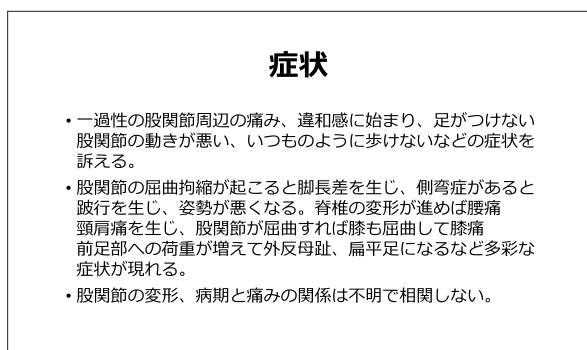 症状
• 一過性の股関節周辺の痛み、違和感に始まり、足がつけない
股関節の動きが悪い、いつものように歩けないなどの症状を
訴える。
• 股関節の屈曲拘縮が起こると脚長差を生じ、側弯症があると
跛行を生じ、姿勢が悪くなる。脊椎の変形が進めば腰痛
頸肩痛を生じ、股関節が屈曲すれば膝も屈曲して膝痛
前足部への荷重が増えて外反母趾、扁平足になるなど多彩な
症状が現れる。
• 股関節の変形、病期と痛みの関係は不明で相関しない。